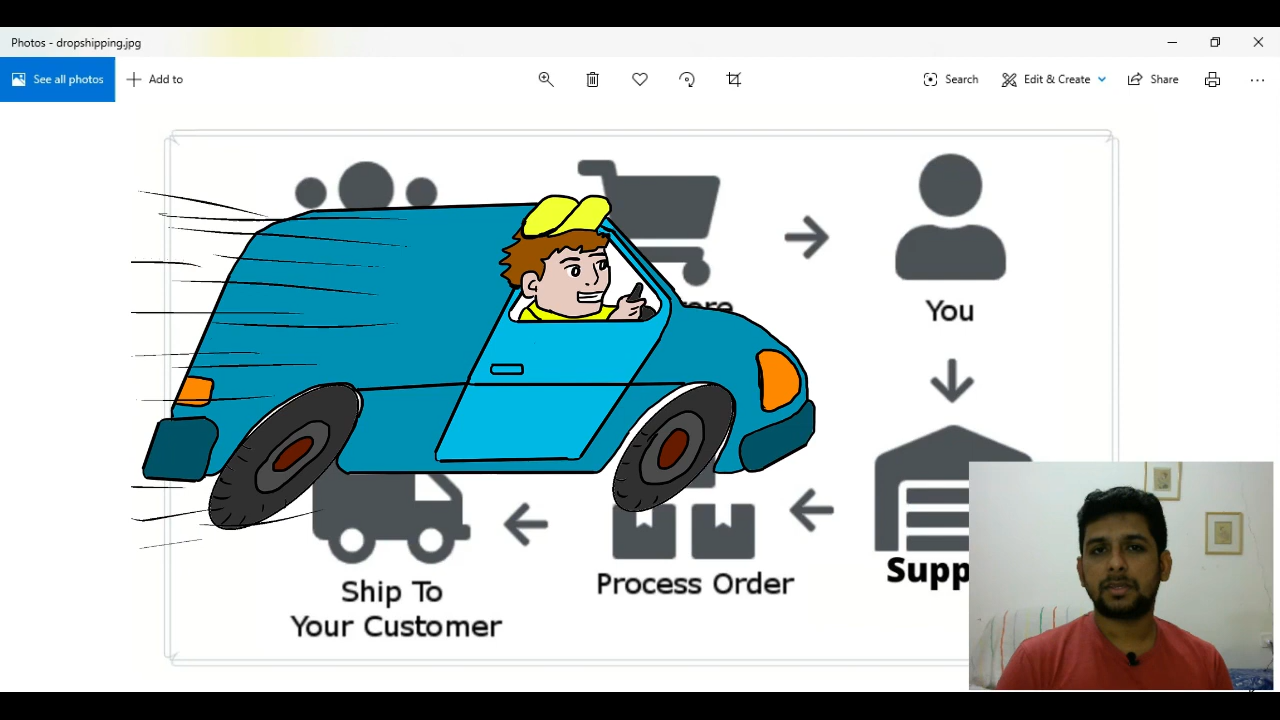 Photos - dropshipping.jpg
See all photos
Add to
Search
Edit & Create
Share
You
Process Order
Ship To
Your Customer